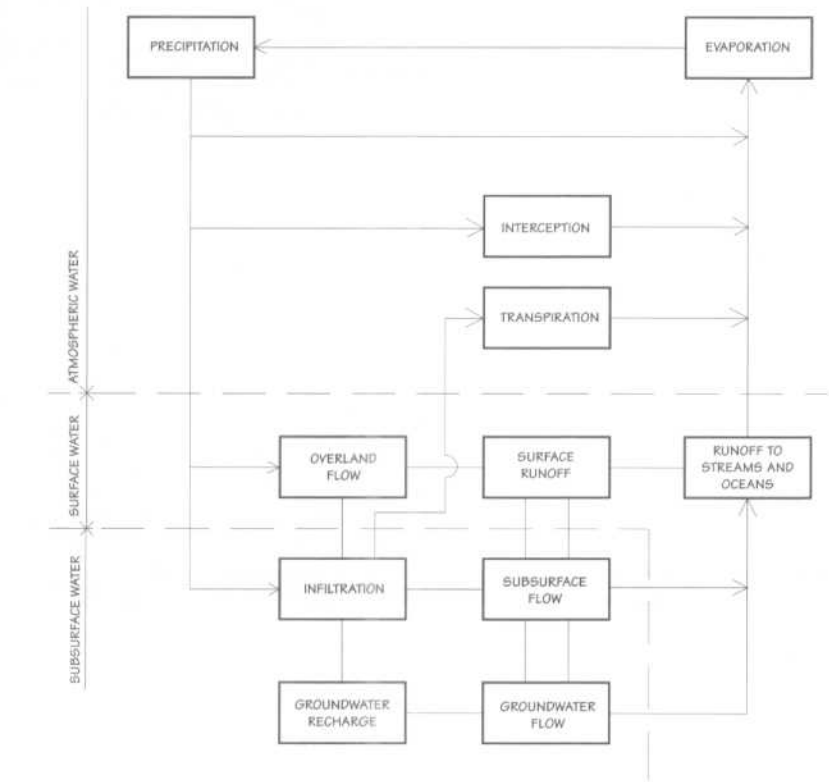 PRECIPITATION
EVAPORATION
INTERCEPTION
TRANSPIRATION
ATMOSPHERIC WATER
OVERLAND
FLOW
SURFACE
RUNOFF
RUNOFF TO
STREAMS AND
OCEANS
SURFACE WATER
INFILTRATION
SUBSURFACE
FLOW
SUBSURFACE WATER
GROUNDWATER
RECHARGE
GROUNDWATER
FLOW